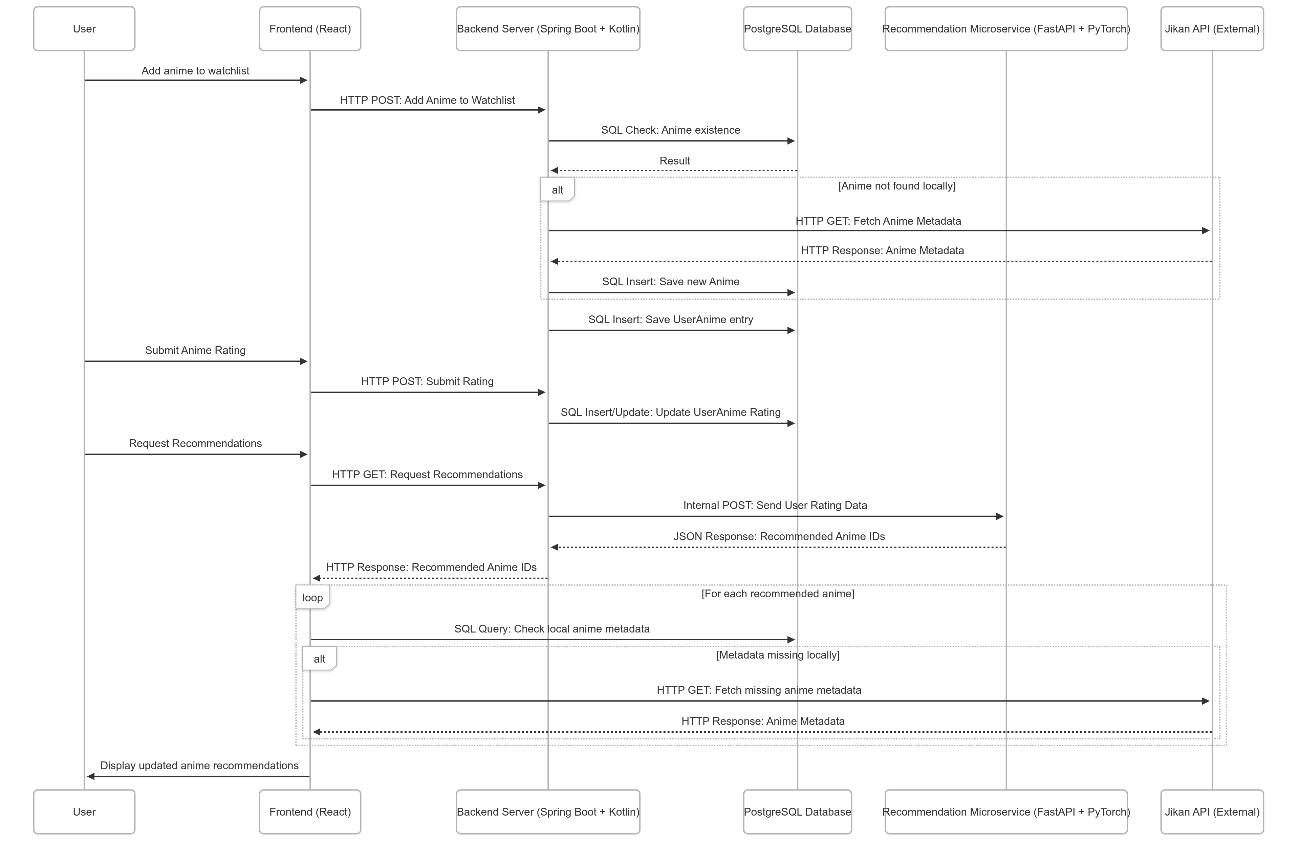 User
Frontend (React)
Backend Server (Spring Boot + Kotlin)
PostgreSQL Database
Recommendation Microservice (FastAPI + PyTorch)
Jikan API (External)
Add anime to watchlist
HTTP POST: Add Anime to Watchlist
SQL Check: Anime existence
Result
alt
[Anime not found locally]
HTTP GET: Fetch Anime Metadata
HTTP Response: Anime Metadata
SQL Insert: Save new Anime
SQL Insert: Save UserAnime entry
Submit Anime Rating
HTTP POST: Submit Rating
SQL Insert/Update: Update UserAnime Rating
Request Recommendations
HTTP GET: Request Recommendations
Internal POST: Send User Rating Data
JSON Response: Recommended Anime IDs
HTTP Response: Recommended Anime IDs
loop
[For each recommended anime]
SQL Query: Check local anime metadata
alt
[Metadata missing locally]
HTTP GET: Fetch missing anime metadata
HTTP Response: Anime Metadata
Display updated anime recommendations
User
Frontend (React)
Backend Server (Spring Boot + Kotlin)
PostgreSQL Database
Recommendation Microservice (FastAPI + PyTorch)
Jikan API (External)